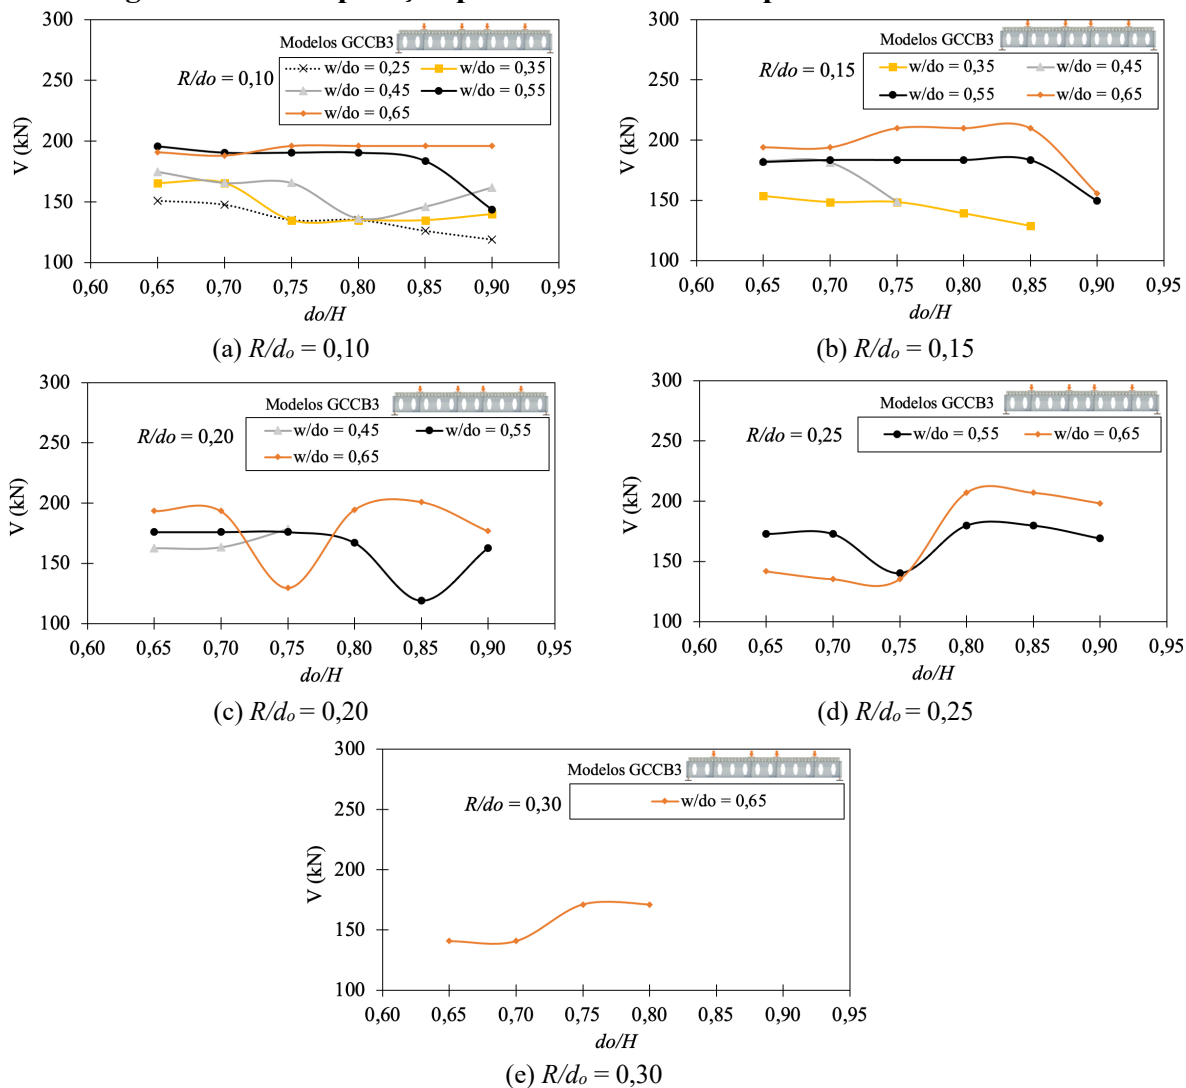 Modelos GCCB3
R/do = 0,10
w/do = 0,25
w/do = 0,35
w/do = 0,45
w/do = 0,55
w/do = 0,65
V (kN)
300
250
200
150
100
0,60 0,65 0,70 0,75 0,80 0,85 0,90 0,95
do/H
(a) R/do = 0,10
Modelos GCCB3
R/do = 0,15
w/do = 0,35
w/do = 0,45
w/do = 0,55
w/do = 0,65
V (kN)
300
250
200
150
100
0,60 0,65 0,70 0,75 0,80 0,85 0,90 0,95
do/H
(b) R/do = 0,15
Modelos GCCB3
R/do = 0,20
w/do = 0,45
w/do = 0,55
w/do = 0,65
V (kN)
300
250
200
150
100
0,60 0,65 0,70 0,75 0,80 0,85 0,90 0,95
do/H
(c) R/do = 0,20
Modelos GCCB3
R/do = 0,25
w/do = 0,55
w/do = 0,65
V (kN)
300
250
200
150
100
0,60 0,65 0,70 0,75 0,80 0,85 0,90 0,95
do/H
(d) R/do = 0,25
Modelos GCCB3
R/do = 0,30
w/do = 0,65
V (kN)
300
250
200
150
100
0,60 0,65 0,70 0,75 0,80 0,85 0,90 0,95
do/H
(e) R/do = 0,30